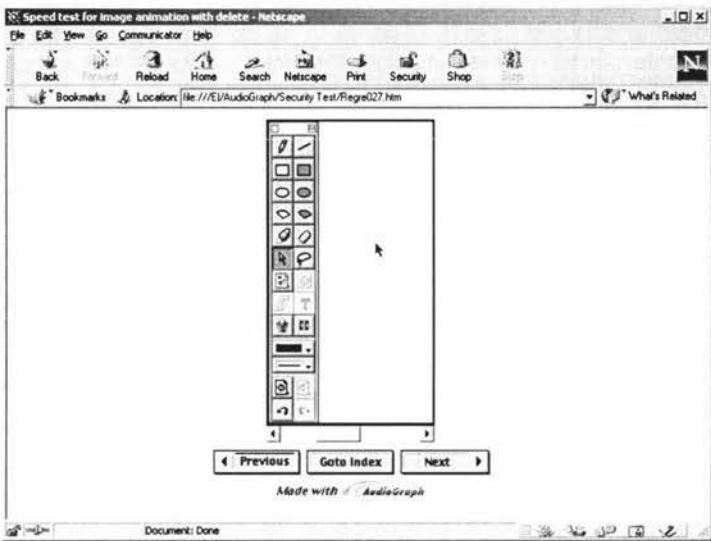 Speed test for image animation with delete - Netscape
File Edit View Go Communicator Help
Back Forward Reload Home Search Netscape Print Security Shop Stop
N
Bookmarks Location: file:///E|/AudioGraph/Security Test/Regre027.htm What's Related
T
Previous Goto Index Next
Made with AudioGraph
Document: Done